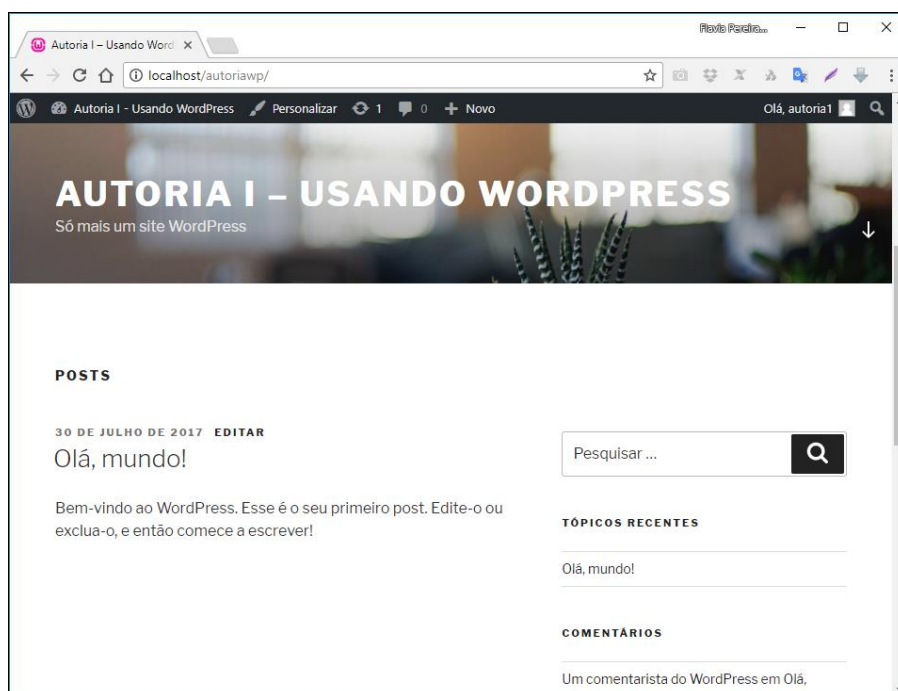 Flavia Pereira...
Autoria I – Usando Word
localhost/autoriawp/
Autoria I - Usando WordPress Personalizar 1 0 Novo Olá, autoria1
AUTORIA I – USANDO WORDPRESS
Só mais um site WordPress
POSTS
30 DE JULHO DE 2017 EDITAR
Olá, mundo!
Bem-vindo ao WordPress. Esse é o seu primeiro post. Edite-o ou
exclua-o, e então comece a escrever!
Pesquisar ...
TÓPICOS RECENTES
Olá, mundo!
COMENTÁRIOS
Um comentarista do WordPress em Olá,